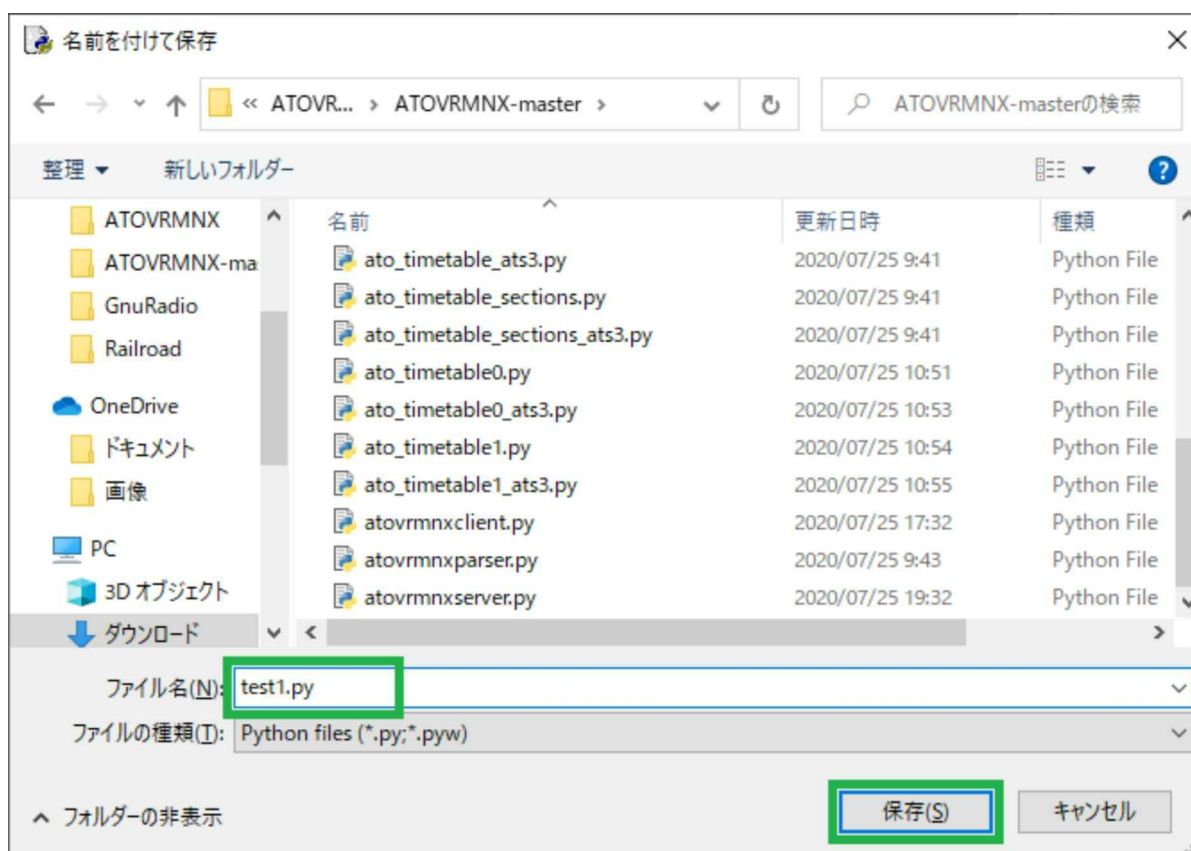 名前を付けて保存
« ATOVR... › ATOVRMNX-master › ATOVRMNX-masterの検索
整理 新しいフォルダー
ATOVRMNX
ATOVRMNX-ma
GnuRadio
Railroad
OneDrive
ドキュメント
画像
PC
3D オブジェクト
ダウンロード
名前 更新日時 種類
ato_timetable_ats3.py 2020/07/25 9:41 Python File
ato_timetable_sections.py 2020/07/25 9:41 Python File
ato_timetable_sections_ats3.py 2020/07/25 9:41 Python File
ato_timetable0.py 2020/07/25 10:51 Python File
ato_timetable0_ats3.py 2020/07/25 10:53 Python File
ato_timetable1.py 2020/07/25 10:54 Python File
ato_timetable1_ats3.py 2020/07/25 10:55 Python File
atovrmnxclient.py 2020/07/25 17:32 Python File
atovrmnxparser.py 2020/07/25 9:43 Python File
atovrmnxserver.py 2020/07/25 19:32 Python File
ファイル名(N): test1.py
ファイルの種類(T): Python files (*.py;*.pyw)
フォルダーの非表示 保存(S) キャンセル